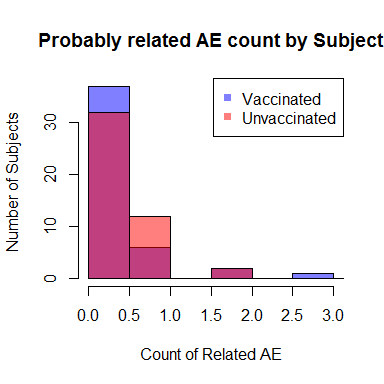 Probably related AE count by Subject
Vaccinated
Unvaccinated
Number of Subjects
30
20
10
0
0.0 0.5 1.0 1.5 2.0 2.5 3.0
Count of Related AE